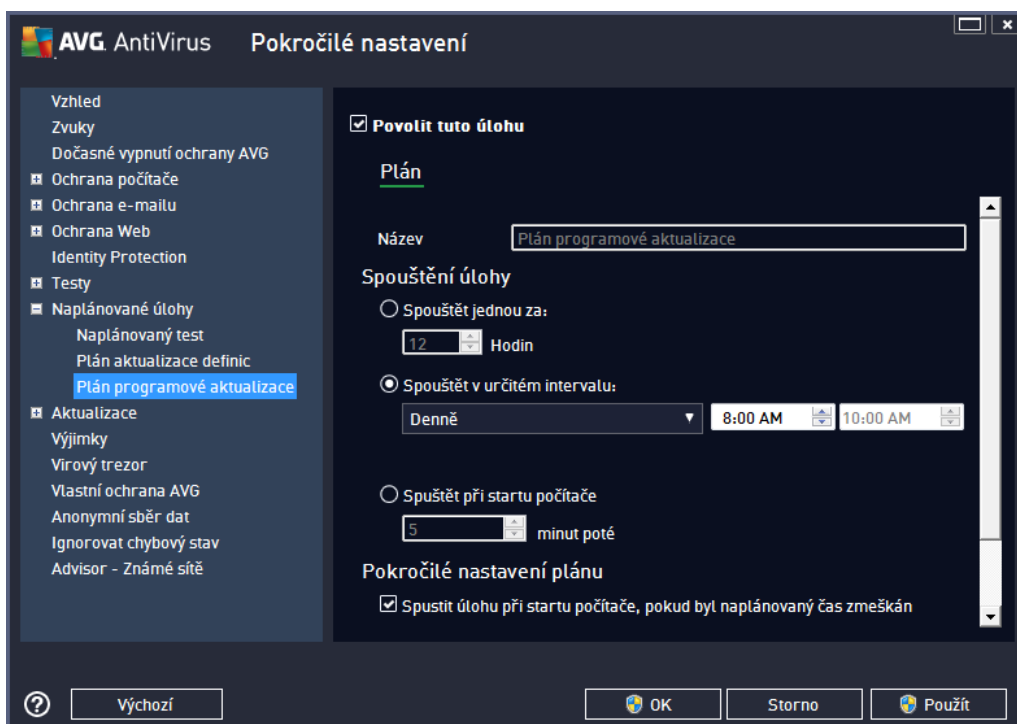 AVG. AntiVirus Pokročilé nastavení
Vzhled
Zvuky
Dočasné vypnutí ochrany AVG
Ochrana počítače
Ochrana e-mailu
Ochrana Web
Identity Protection
Testy
Naplánované úlohy
Naplánovaný test
Plán aktualizace definic
Plán programové aktualizace
Aktualizace
Výjimky
Virový trezor
Vlastní ochrana AVG
Anonymní sběr dat
Ignorovat chybový stav
Advisor - Známé sítě
Povolit tuto úlohu
Plán
Název Plán programové aktualizace
Spouštění úlohy
Spouštět jednou za:
12 Hodin
Spouštět v určitém intervalu:
Denně 8:00 AM 10:00 AM
Spuštět při startu počítače
5 minut poté
Pokročilé nastavení plánu
Spustit úlohu při startu počítače, pokud byl naplánovaný čas zmeškán
? Výchozí OK Storno Použít